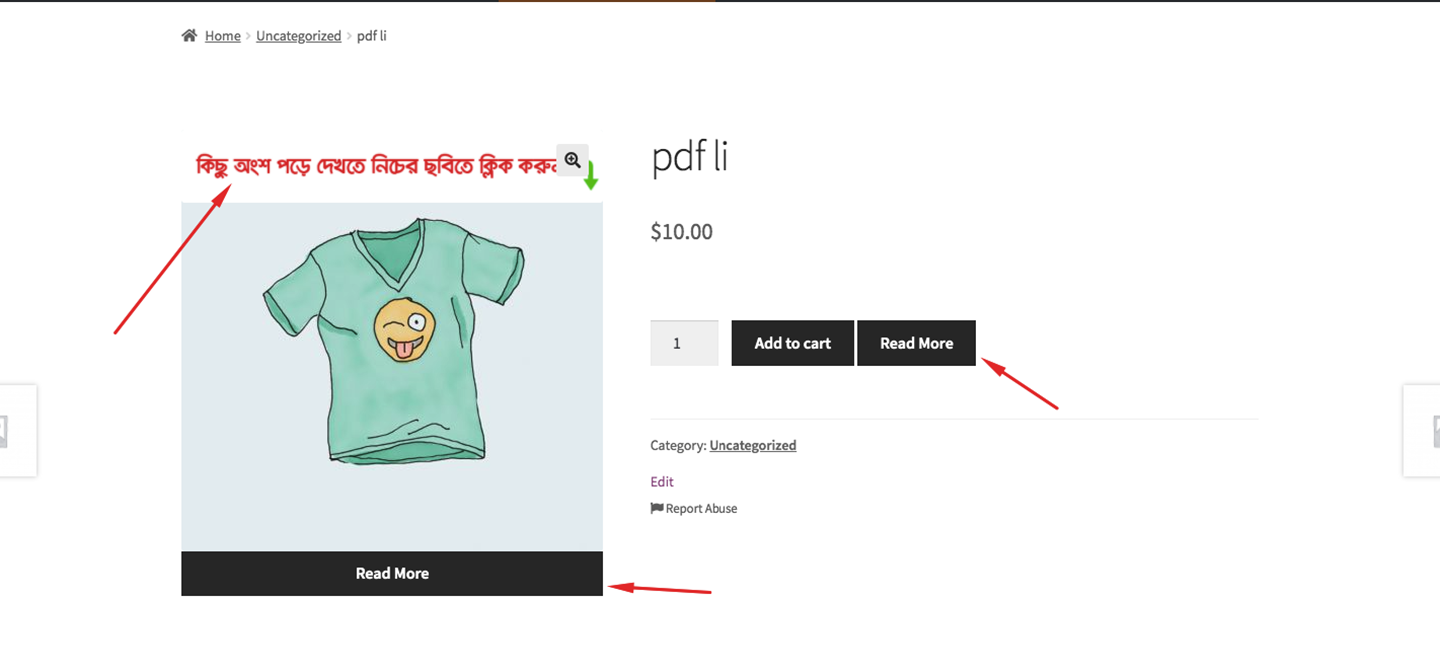 Home > Uncategorized > pdf li
কিছু অংশ পড়ে দেখতে নিচের ছবিতে ক্লিক
pdf li
$10.00
1 Add to cart Read More
Category: Uncategorized
Edit
Report Abuse
Read More